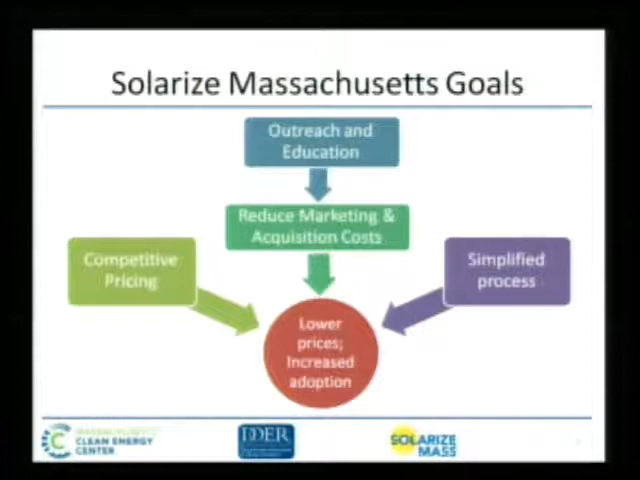 Solarize Massachusetts Goals
Outreach and
Education
Reduce Marketing &
Acquisition Costs
Competitive
Pricing
Simplified
process
Lower
prices;
Increased
adoption
MASSACHUSETTS
CLEAN ENERGY
CENTER
DOER
SOLARIZE
MASS